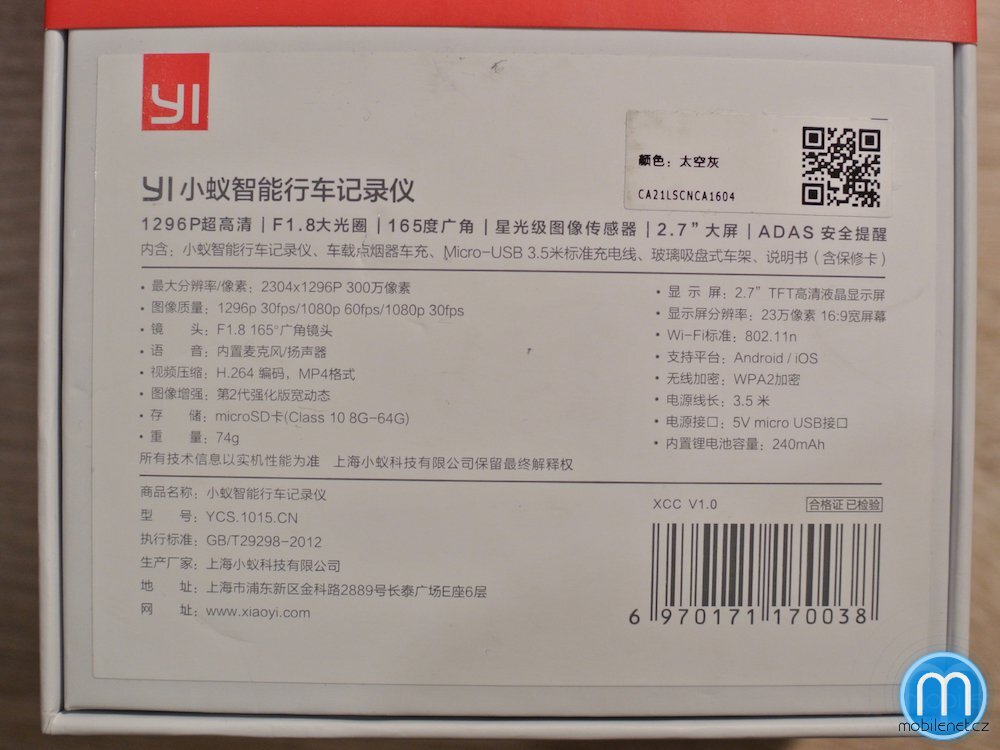 YI
颜色：太空灰
CA21LSCNCA1604
YI 小蚁智能行车记录仪
1296P超高清 | F1.8大光圈 | 165度广角 | 星光级图像传感器 | 2.7”大屏 | ADAS 安全提醒
内含：小蚁智能行车记录仪、车载点烟器车充、Micro-USB 3.5米标准充电线、玻璃吸盘式车架、说明书（含保修卡）
• 最大分辨率/像素：2304x1296P 300万像素
• 图像质量：1296p 30fps/1080p 60fps/1080p 30fps
• 镜 头：F1.8 165°广角镜头
• 语 音：内置麦克风/扬声器
• 视频压缩：H.264 编码，MP4格式
• 图像增强：第2代强化版宽动态
• 存 储：microSD卡(Class 10 8G-64G)
• 重 量：74g
• 显 示 屏：2.7” TFT高清液晶显示屏
• 显示屏分辨率：23万像素 16:9宽屏幕
• Wi-Fi标准：802.11n
• 支持平台：Android / iOS
• 无线加密：WPA2加密
• 电源线长：3.5 米
• 电源接口：5V micro USB接口
• 内置锂电池容量：240mAh
所有技术信息以实机性能为准 上海小蚁科技有限公司保留最终解释权
商品名称：小蚁智能行车记录仪
型 号：YCS.1015.CN
执行标准：GB/T29298-2012
生产厂家：上海小蚁科技有限公司
地 址：上海市浦东新区金科路2889号长泰广场E座6层
网 址：www.xiaoyi.com
XCC V1.0
合格证 已检验
6 970171 170038
m
mobilenet.cz